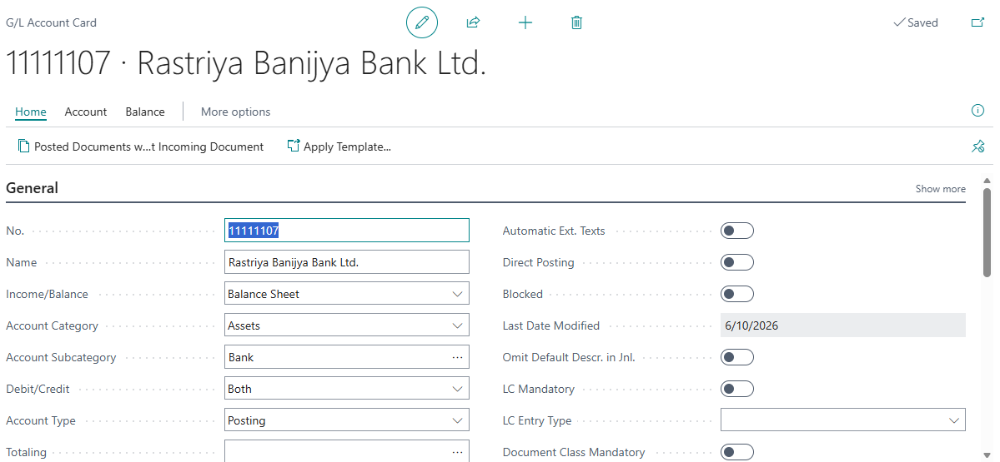 G/L Account Card
Saved
11111107 · Rastriya Banijya Bank Ltd.
Home Account Balance More options
Posted Documents w...t Incoming Document Apply Template...
General Show more
No. 11111107 Automatic Ext. Texts
Name Rastriya Banijya Bank Ltd. Direct Posting
Income/Balance Balance Sheet Blocked
Account Category Assets Last Date Modified 6/10/2026
Account Subcategory Bank ... Omit Default Descr. in Jnl.
Debit/Credit Both LC Mandatory
Account Type Posting LC Entry Type
Totaling ... Document Class Mandatory